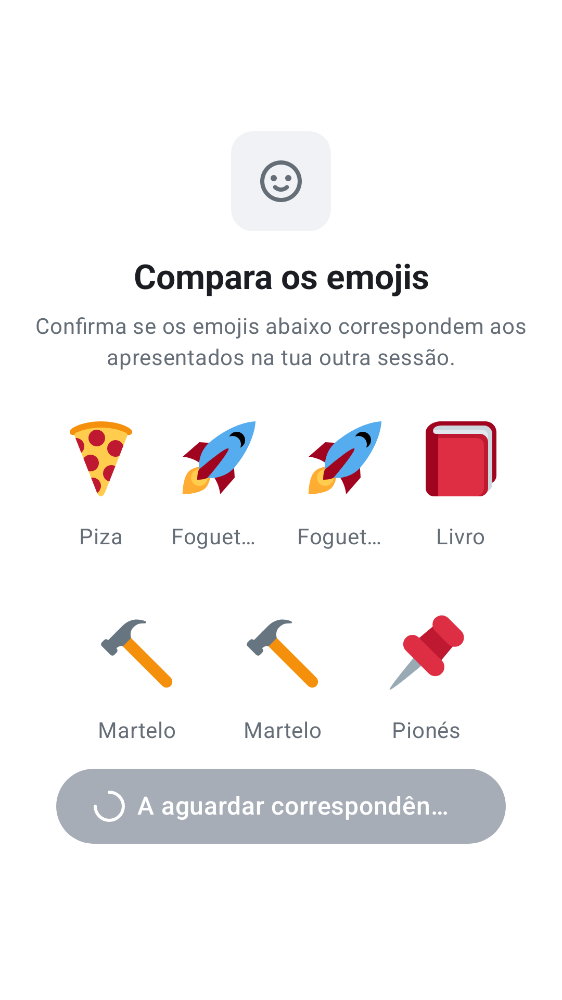 Compara os emojis
Confirma se os emojis abaixo correspondem aos
apresentados na tua outra sessão.
Piza Foguet… Foguet… Livro
Martelo Martelo Pionés
A aguardar correspondên…